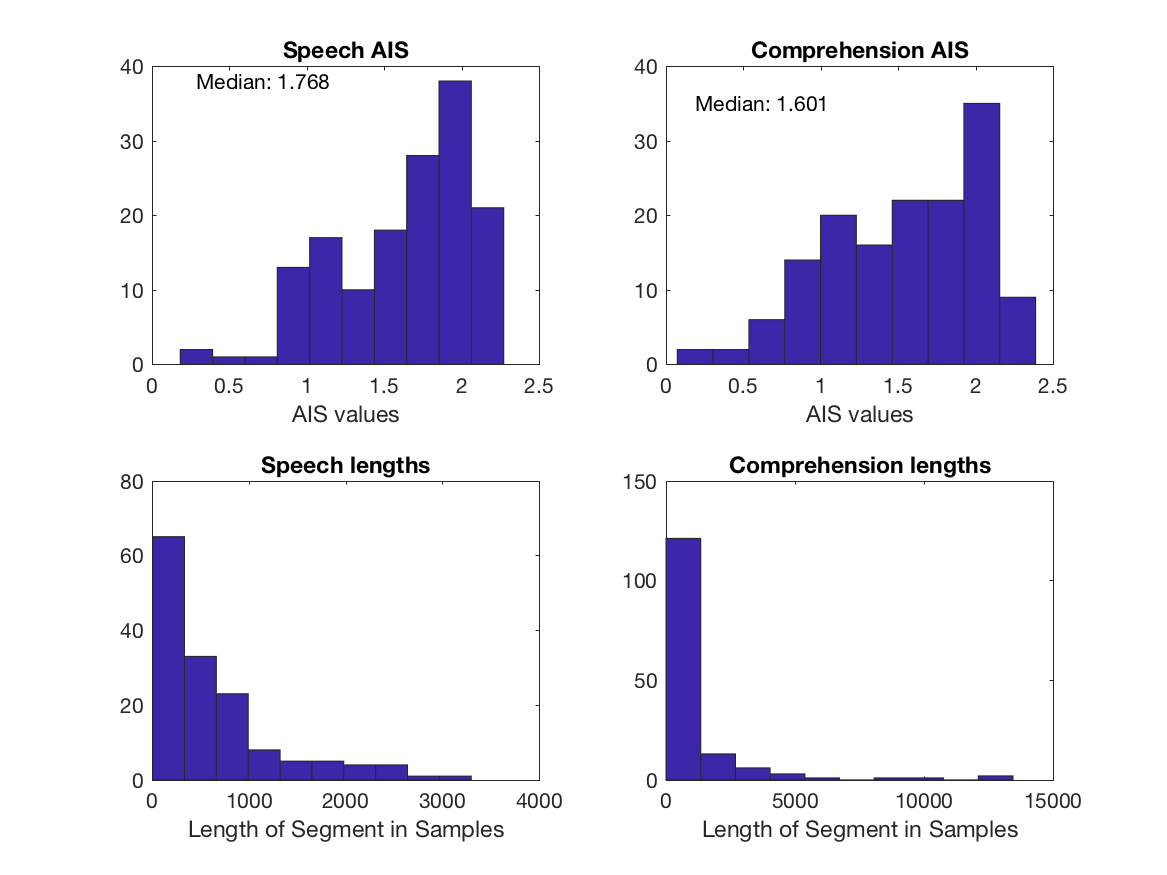 Speech AIS
Median: 1.768
40
30
20
10
0
0 0.5 1 1.5 2 2.5
AIS values
Comprehension AIS
Median: 1.601
40
30
20
10
0
0 0.5 1 1.5 2 2.5
AIS values
Speech lengths
80
60
40
20
0
0 1000 2000 3000 4000
Length of Segment in Samples
Comprehension lengths
150
100
50
0
0 5000 10000 15000
Length of Segment in Samples